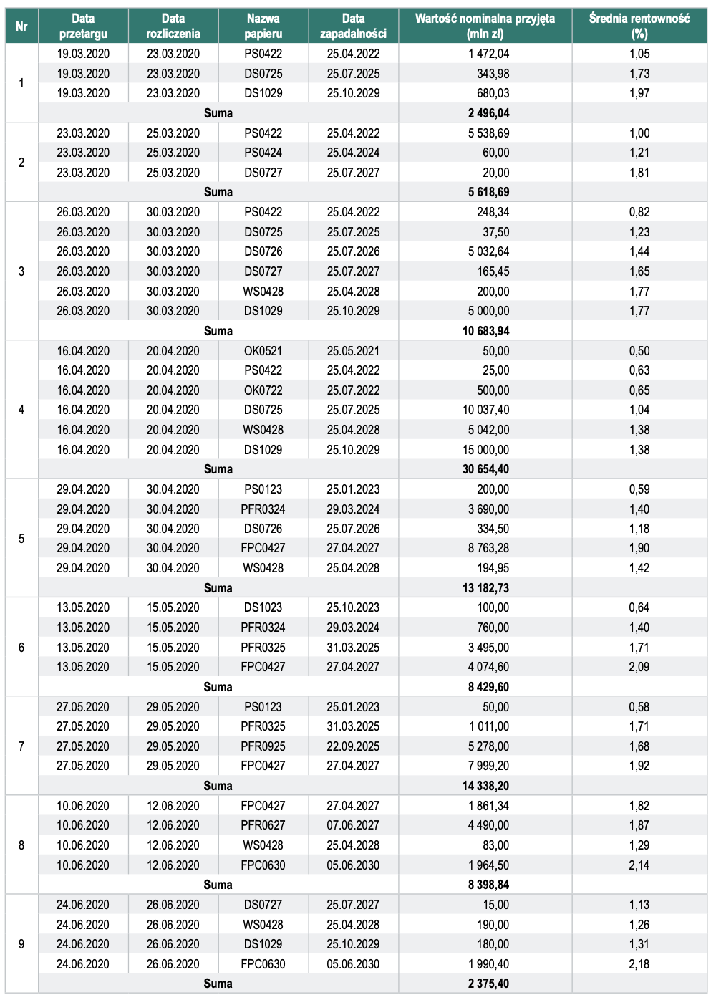 Nr Data przetargu Data rozliczenia Nazwa papieru Data zapadalności Wartość nominalna przyjęta (mln zł) Średnia rentowność (%)
1
19.03.2020 23.03.2020 PS0422 25.04.2022 1 472,04 1,05
19.03.2020 23.03.2020 DS0725 25.07.2025 343,98 1,73
19.03.2020 23.03.2020 DS1029 25.10.2029 680,03 1,97
Suma 2 496,04
2
23.03.2020 25.03.2020 PS0422 25.04.2022 5 538,69 1,00
23.03.2020 25.03.2020 PS0424 25.04.2024 60,00 1,21
23.03.2020 25.03.2020 DS0727 25.07.2027 20,00 1,81
Suma 5 618,69
3
26.03.2020 30.03.2020 PS0422 25.04.2022 248,34 0,82
26.03.2020 30.03.2020 DS0725 25.07.2025 37,50 1,23
26.03.2020 30.03.2020 DS0726 25.07.2026 5 032,64 1,44
26.03.2020 30.03.2020 DS0727 25.07.2027 165,45 1,65
26.03.2020 30.03.2020 WS0428 25.04.2028 200,00 1,77
26.03.2020 30.03.2020 DS1029 25.10.2029 5 000,00 1,77
Suma 10 683,94
4
16.04.2020 20.04.2020 OK0521 25.05.2021 50,00 0,50
16.04.2020 20.04.2020 PS0422 25.04.2022 25,00 0,63
16.04.2020 20.04.2020 OK0722 25.07.2022 500,00 0,65
16.04.2020 20.04.2020 DS0725 25.07.2025 10 037,40 1,04
16.04.2020 20.04.2020 WS0428 25.04.2028 5 042,00 1,38
16.04.2020 20.04.2020 DS1029 25.10.2029 15 000,00 1,38
Suma 30 654,40
5
29.04.2020 30.04.2020 PS0123 25.01.2023 200,00 0,59
29.04.2020 30.04.2020 PFR0324 29.03.2024 3 690,00 1,40
29.04.2020 30.04.2020 DS0726 25.07.2026 334,50 1,18
29.04.2020 30.04.2020 FPC0427 27.04.2027 8 763,28 1,90
29.04.2020 30.04.2020 WS0428 25.04.2028 194,95 1,42
Suma 13 182,73
6
13.05.2020 15.05.2020 DS1023 25.10.2023 100,00 0,64
13.05.2020 15.05.2020 PFR0324 29.03.2024 760,00 1,40
13.05.2020 15.05.2020 PFR0325 31.03.2025 3 495,00 1,71
13.05.2020 15.05.2020 FPC0427 27.04.2027 4 074,60 2,09
Suma 8 429,60
7
27.05.2020 29.05.2020 PS0123 25.01.2023 50,00 0,58
27.05.2020 29.05.2020 PFR0325 31.03.2025 1 011,00 1,71
27.05.2020 29.05.2020 PFR0925 22.09.2025 5 278,00 1,68
27.05.2020 29.05.2020 FPC0427 27.04.2027 7 999,20 1,92
Suma 14 338,20
8
10.06.2020 12.06.2020 FPC0427 27.04.2027 1 861,34 1,82
10.06.2020 12.06.2020 PFR0627 07.06.2027 4 490,00 1,87
10.06.2020 12.06.2020 WS0428 25.04.2028 83,00 1,29
10.06.2020 12.06.2020 FPC0630 05.06.2030 1 964,50 2,14
Suma 8 398,84
9
24.06.2020 26.06.2020 DS0727 25.07.2027 15,00 1,13
24.06.2020 26.06.2020 WS0428 25.04.2028 190,00 1,26
24.06.2020 26.06.2020 DS1029 25.10.2029 180,00 1,31
24.06.2020 26.06.2020 FPC0630 05.06.2030 1 990,40 2,18
Suma 2 375,40